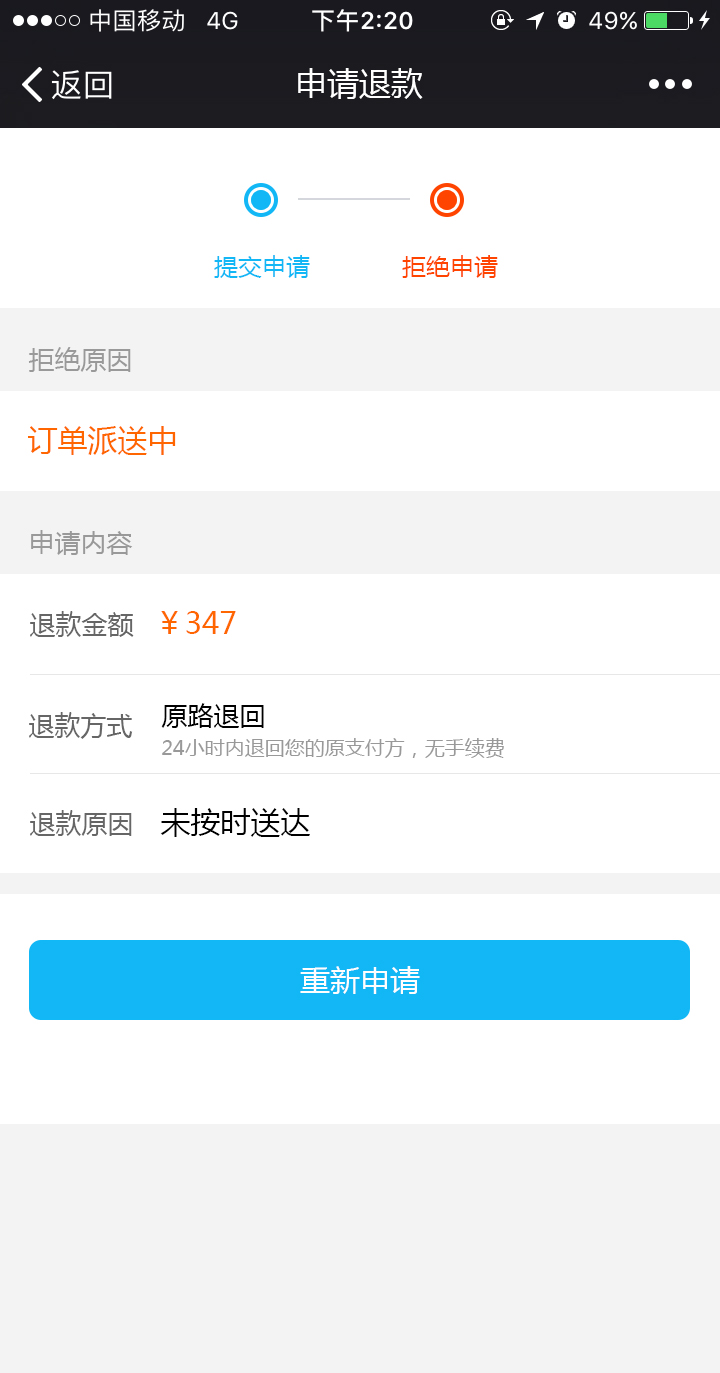 中国移动 4G 下午2:20 49%
返回 申请退款
提交申请 拒绝申请
拒绝原因
订单派送中
申请内容
退款金额 ¥ 347
退款方式 原路退回
24小时内退回您的原支付方，无手续费
退款原因 未按时送达
重新申请